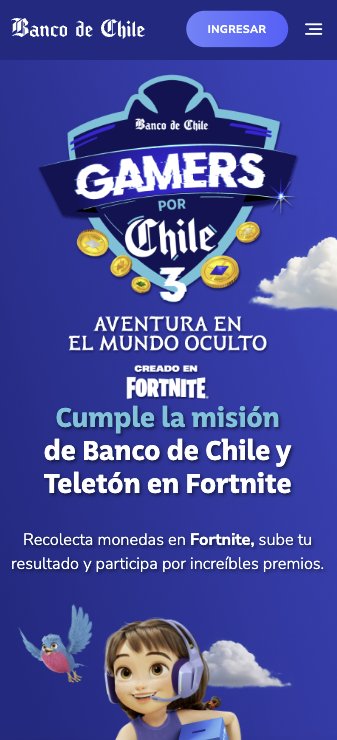 Banco de Chile
INGRESAR
Banco de Chile
GAMERS
POR
Chile
3
AVENTURA EN
EL MUNDO OCULTO
CREADO EN
FORTNITE
Cumple la misión
de Banco de Chile y
Teletón en Fortnite
Recolecta monedas en Fortnite, sube tu
resultado y participa por increíbles premios.